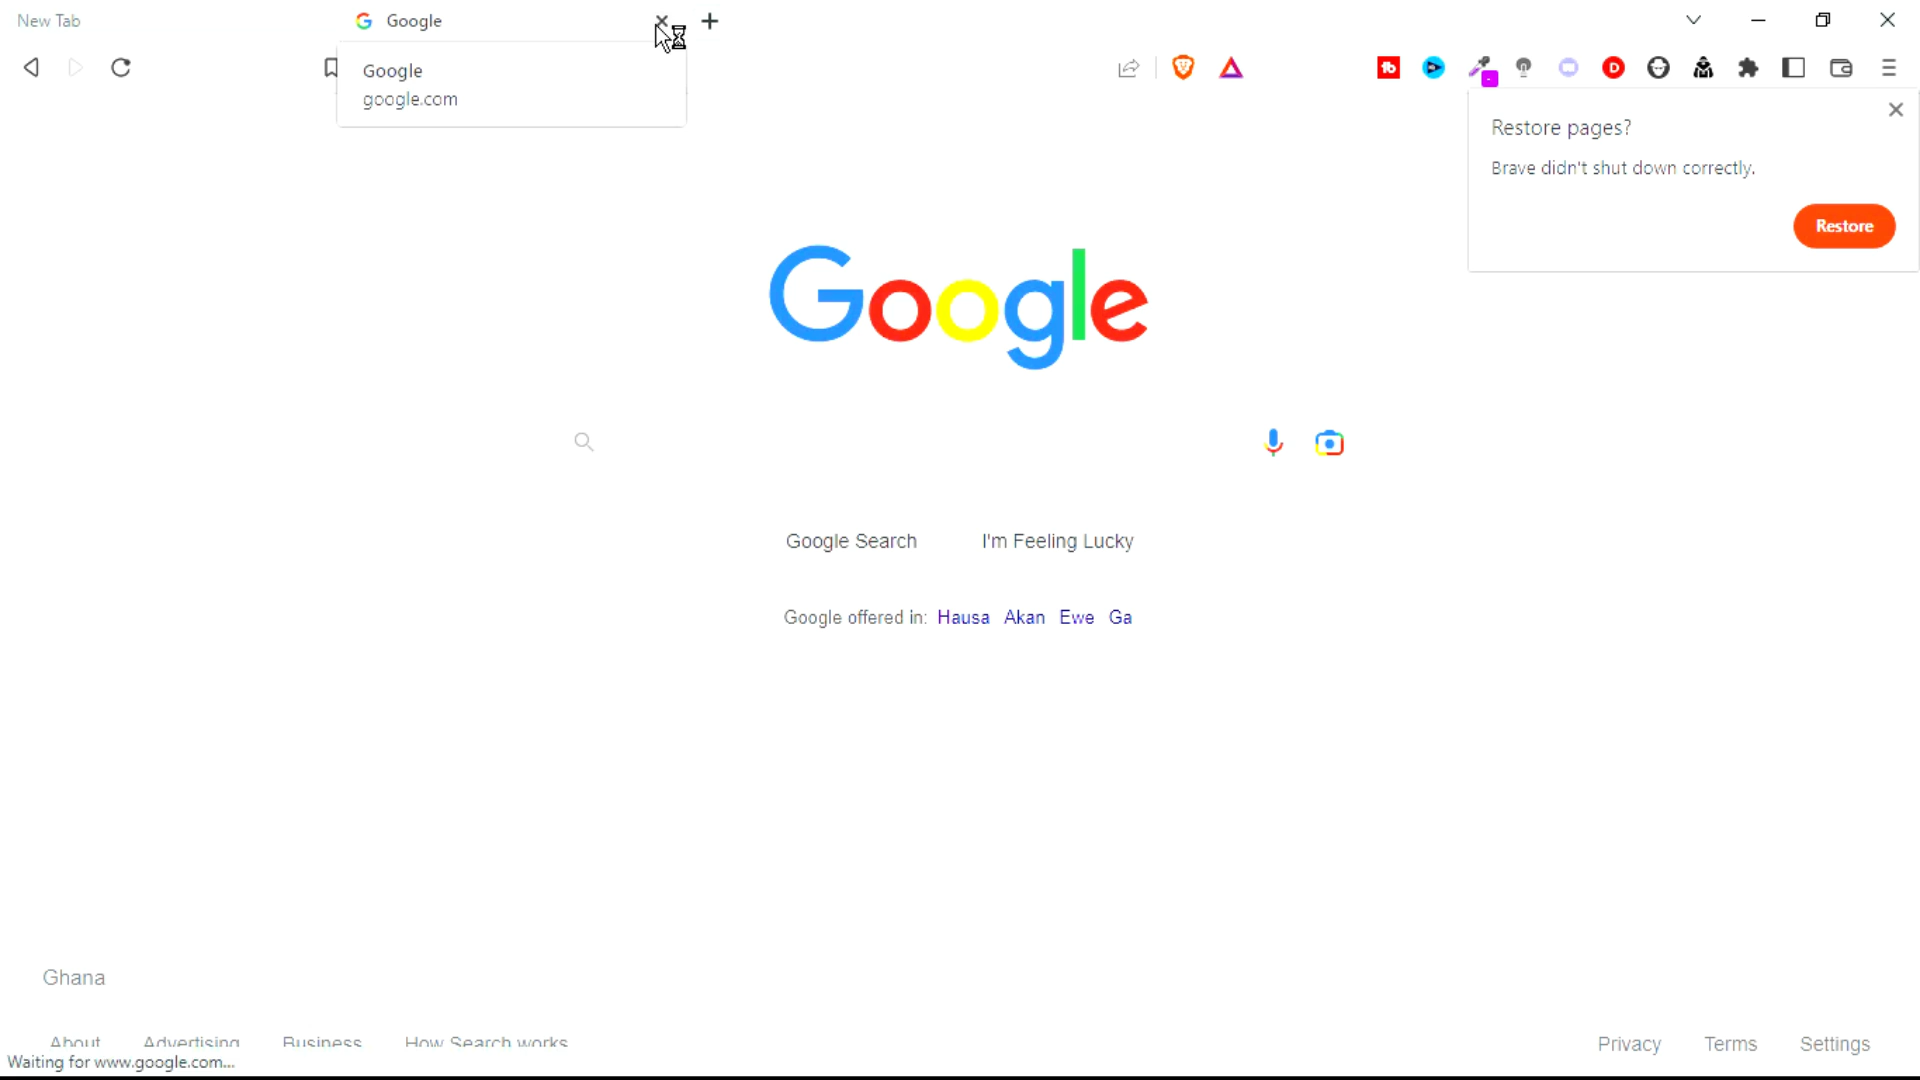 New Tab
Google
Google
google.com
Restore pages?
Brave didn't shut down correctly.
Restore
Google
Google Search
I'm Feeling Lucky
Google offered in: Hausa Akan Ewe Ga
Ghana
About Advertising Business How Search works
Privacy Terms Settings
Waiting for www.google.com...